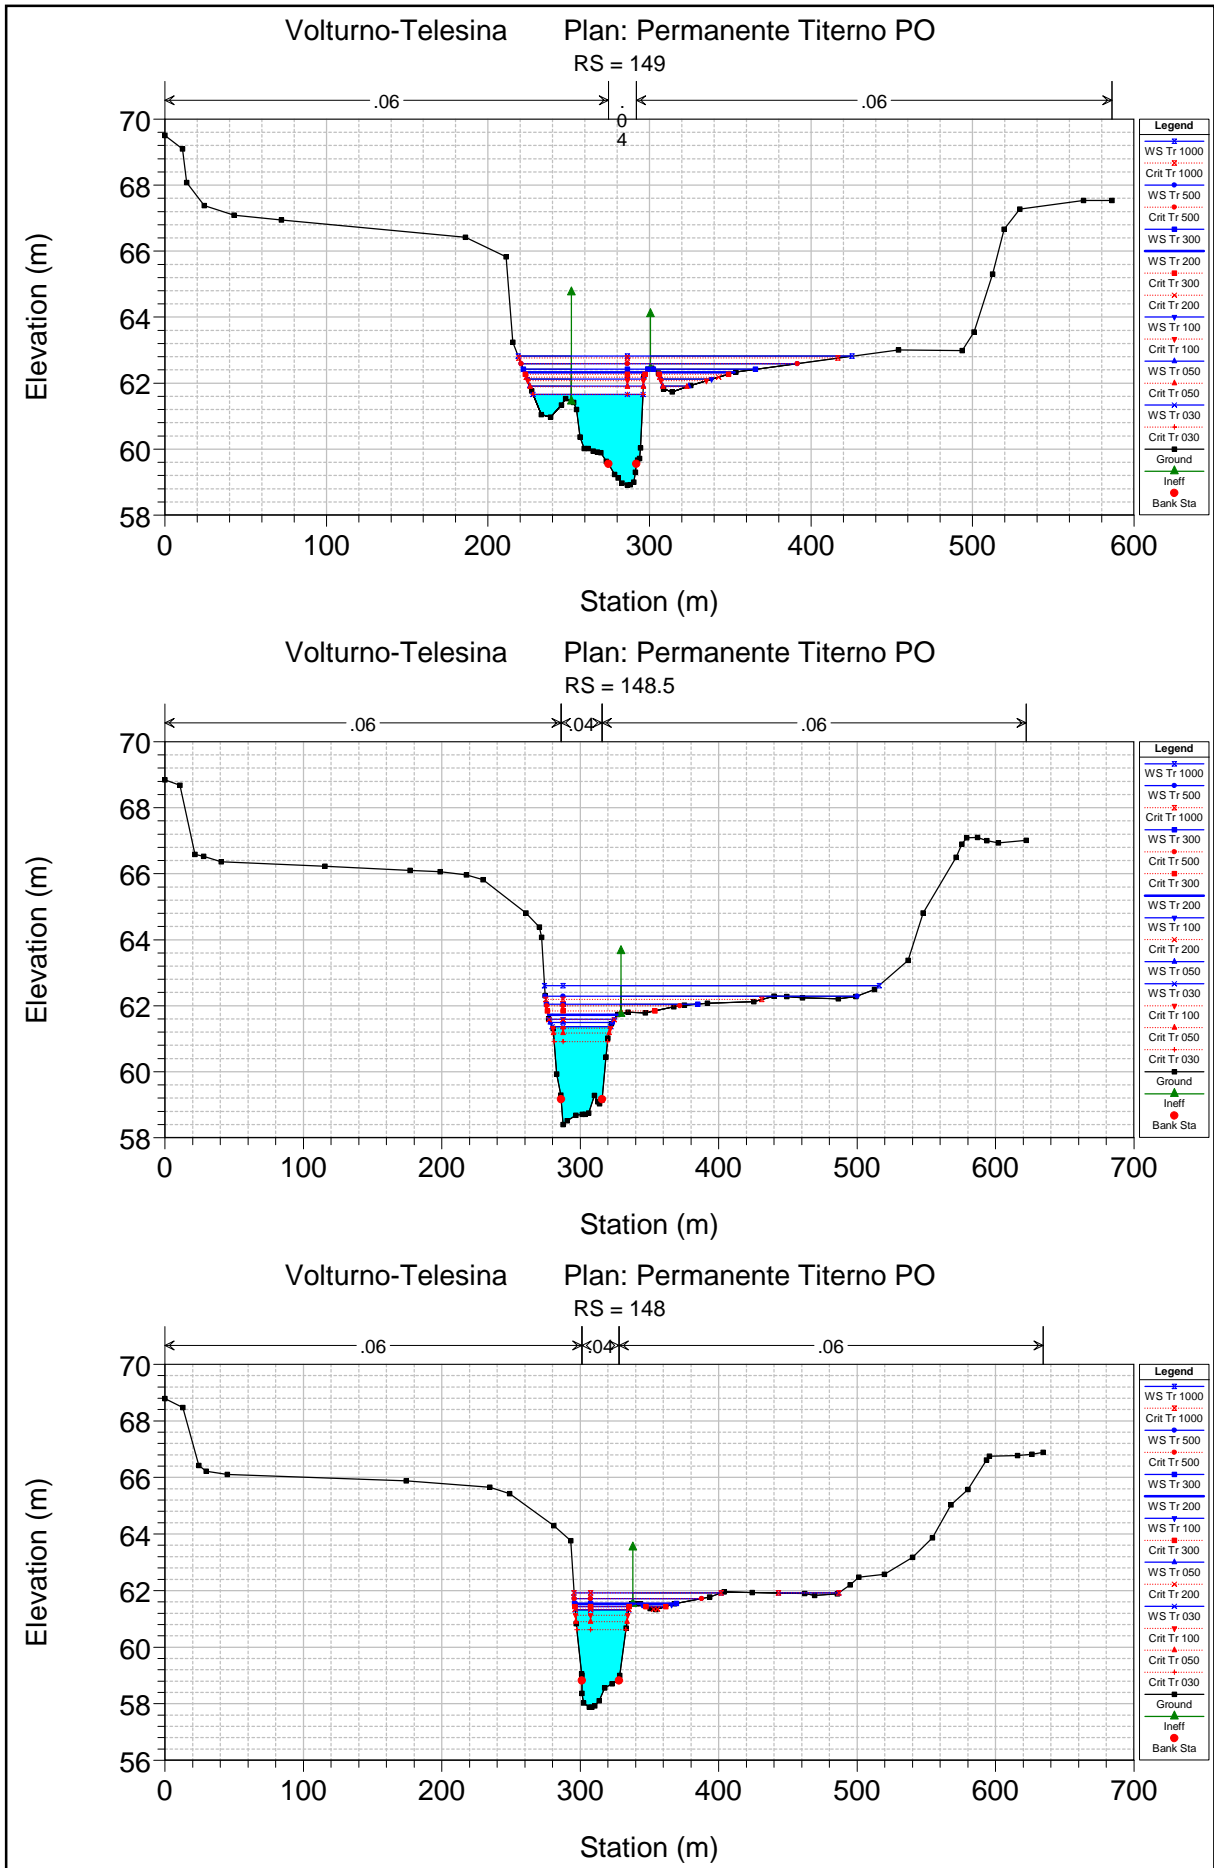 Volturno-Telesina Plan: Permanente Titerno PO
RS = 149
.06 .04 .06
Elevation (m)
70
68
66
64
62
60
58
0 100 200 300 400 500 600
Station (m)
Legend
WS Tr 1000
Crit Tr 1000
WS Tr 500
Crit Tr 500
WS Tr 300
WS Tr 200
Crit Tr 300
Crit Tr 200
WS Tr 100
Crit Tr 100
WS Tr 050
Crit Tr 050
WS Tr 030
Crit Tr 030
Ground
Ineff
Bank Sta
Volturno-Telesina Plan: Permanente Titerno PO
RS = 148.5
.06 .04 .06
Elevation (m)
70
68
66
64
62
60
58
0 100 200 300 400 500 600 700
Station (m)
Legend
WS Tr 1000
WS Tr 500
Crit Tr 1000
WS Tr 300
Crit Tr 500
Crit Tr 300
WS Tr 200
WS Tr 100
Crit Tr 200
WS Tr 050
WS Tr 030
Crit Tr 100
Crit Tr 050
Crit Tr 030
Ground
Ineff
Bank Sta
Volturno-Telesina Plan: Permanente Titerno PO
RS = 148
.06 .04 .06
Elevation (m)
70
68
66
64
62
60
58
56
0 100 200 300 400 500 600 700
Station (m)
Legend
WS Tr 1000
Crit Tr 1000
WS Tr 500
Crit Tr 500
WS Tr 300
WS Tr 200
WS Tr 100
Crit Tr 300
WS Tr 050
Crit Tr 200
WS Tr 030
Crit Tr 100
Crit Tr 050
Crit Tr 030
Ground
Ineff
Bank Sta